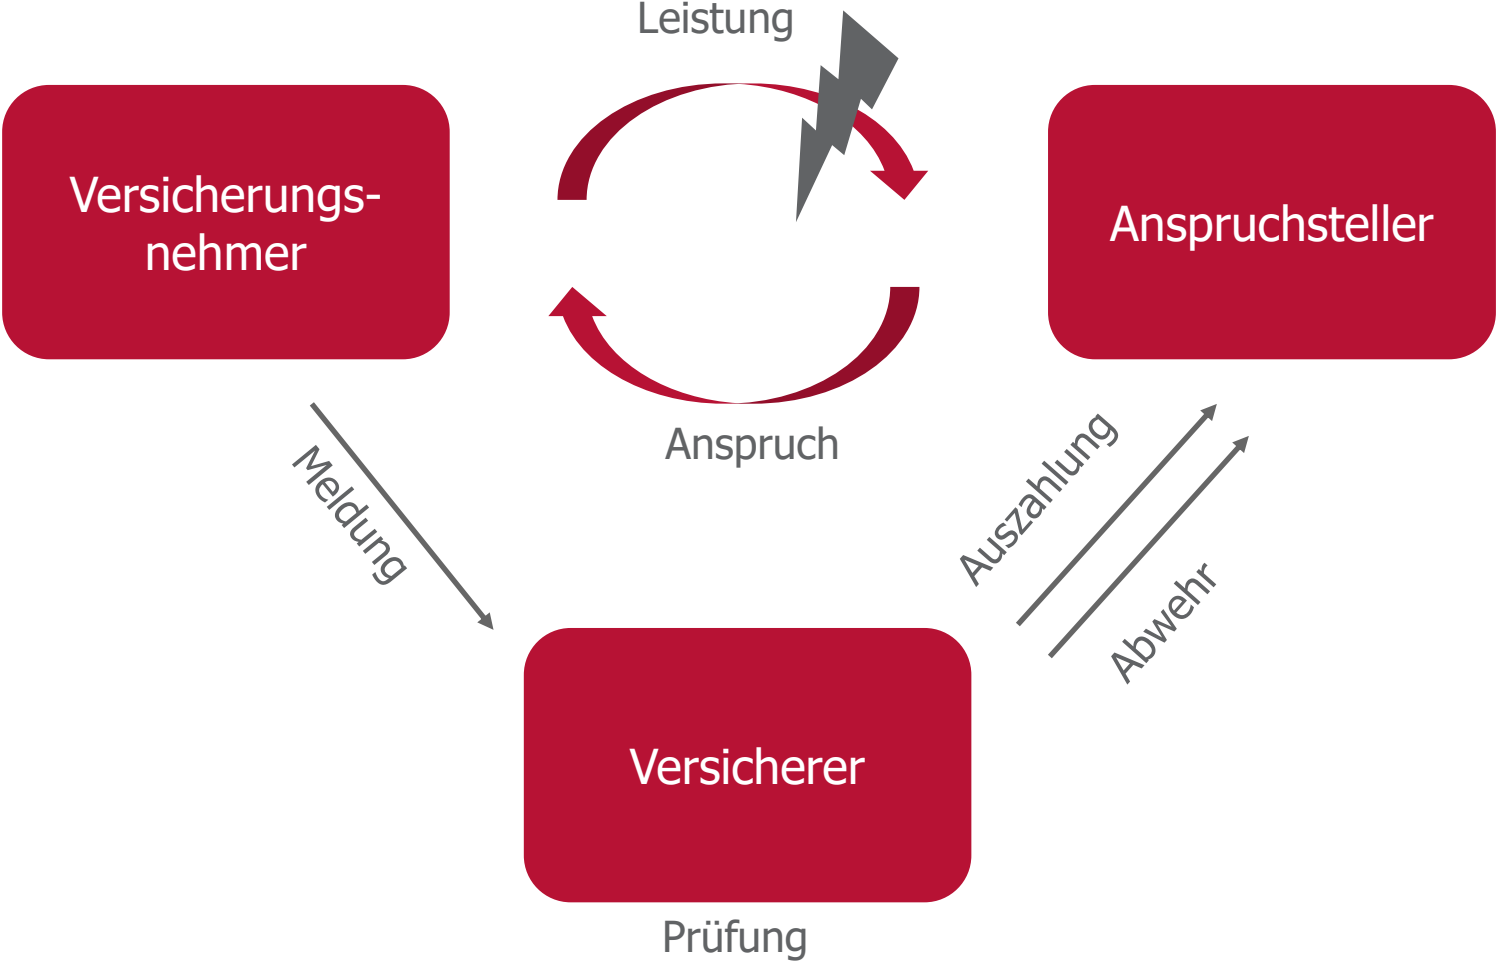 Leistung
Versicherungs-
nehmer
Anspruchsteller
Anspruch
Meldung
Auszahlung
Abwehr
Versicherer
Prüfung